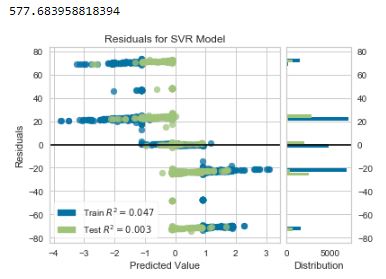 577.683958818394
Residuals for SVR Model
80
60
40
20
0
−20
−40
−60
−80
Residuals
Train R² = 0.047
Test R² = 0.003
−4 −3 −2 −1 0 1 2 3
Predicted Value
80
60
40
20
0
−20
−40
−60
−80
0 5000
Distribution